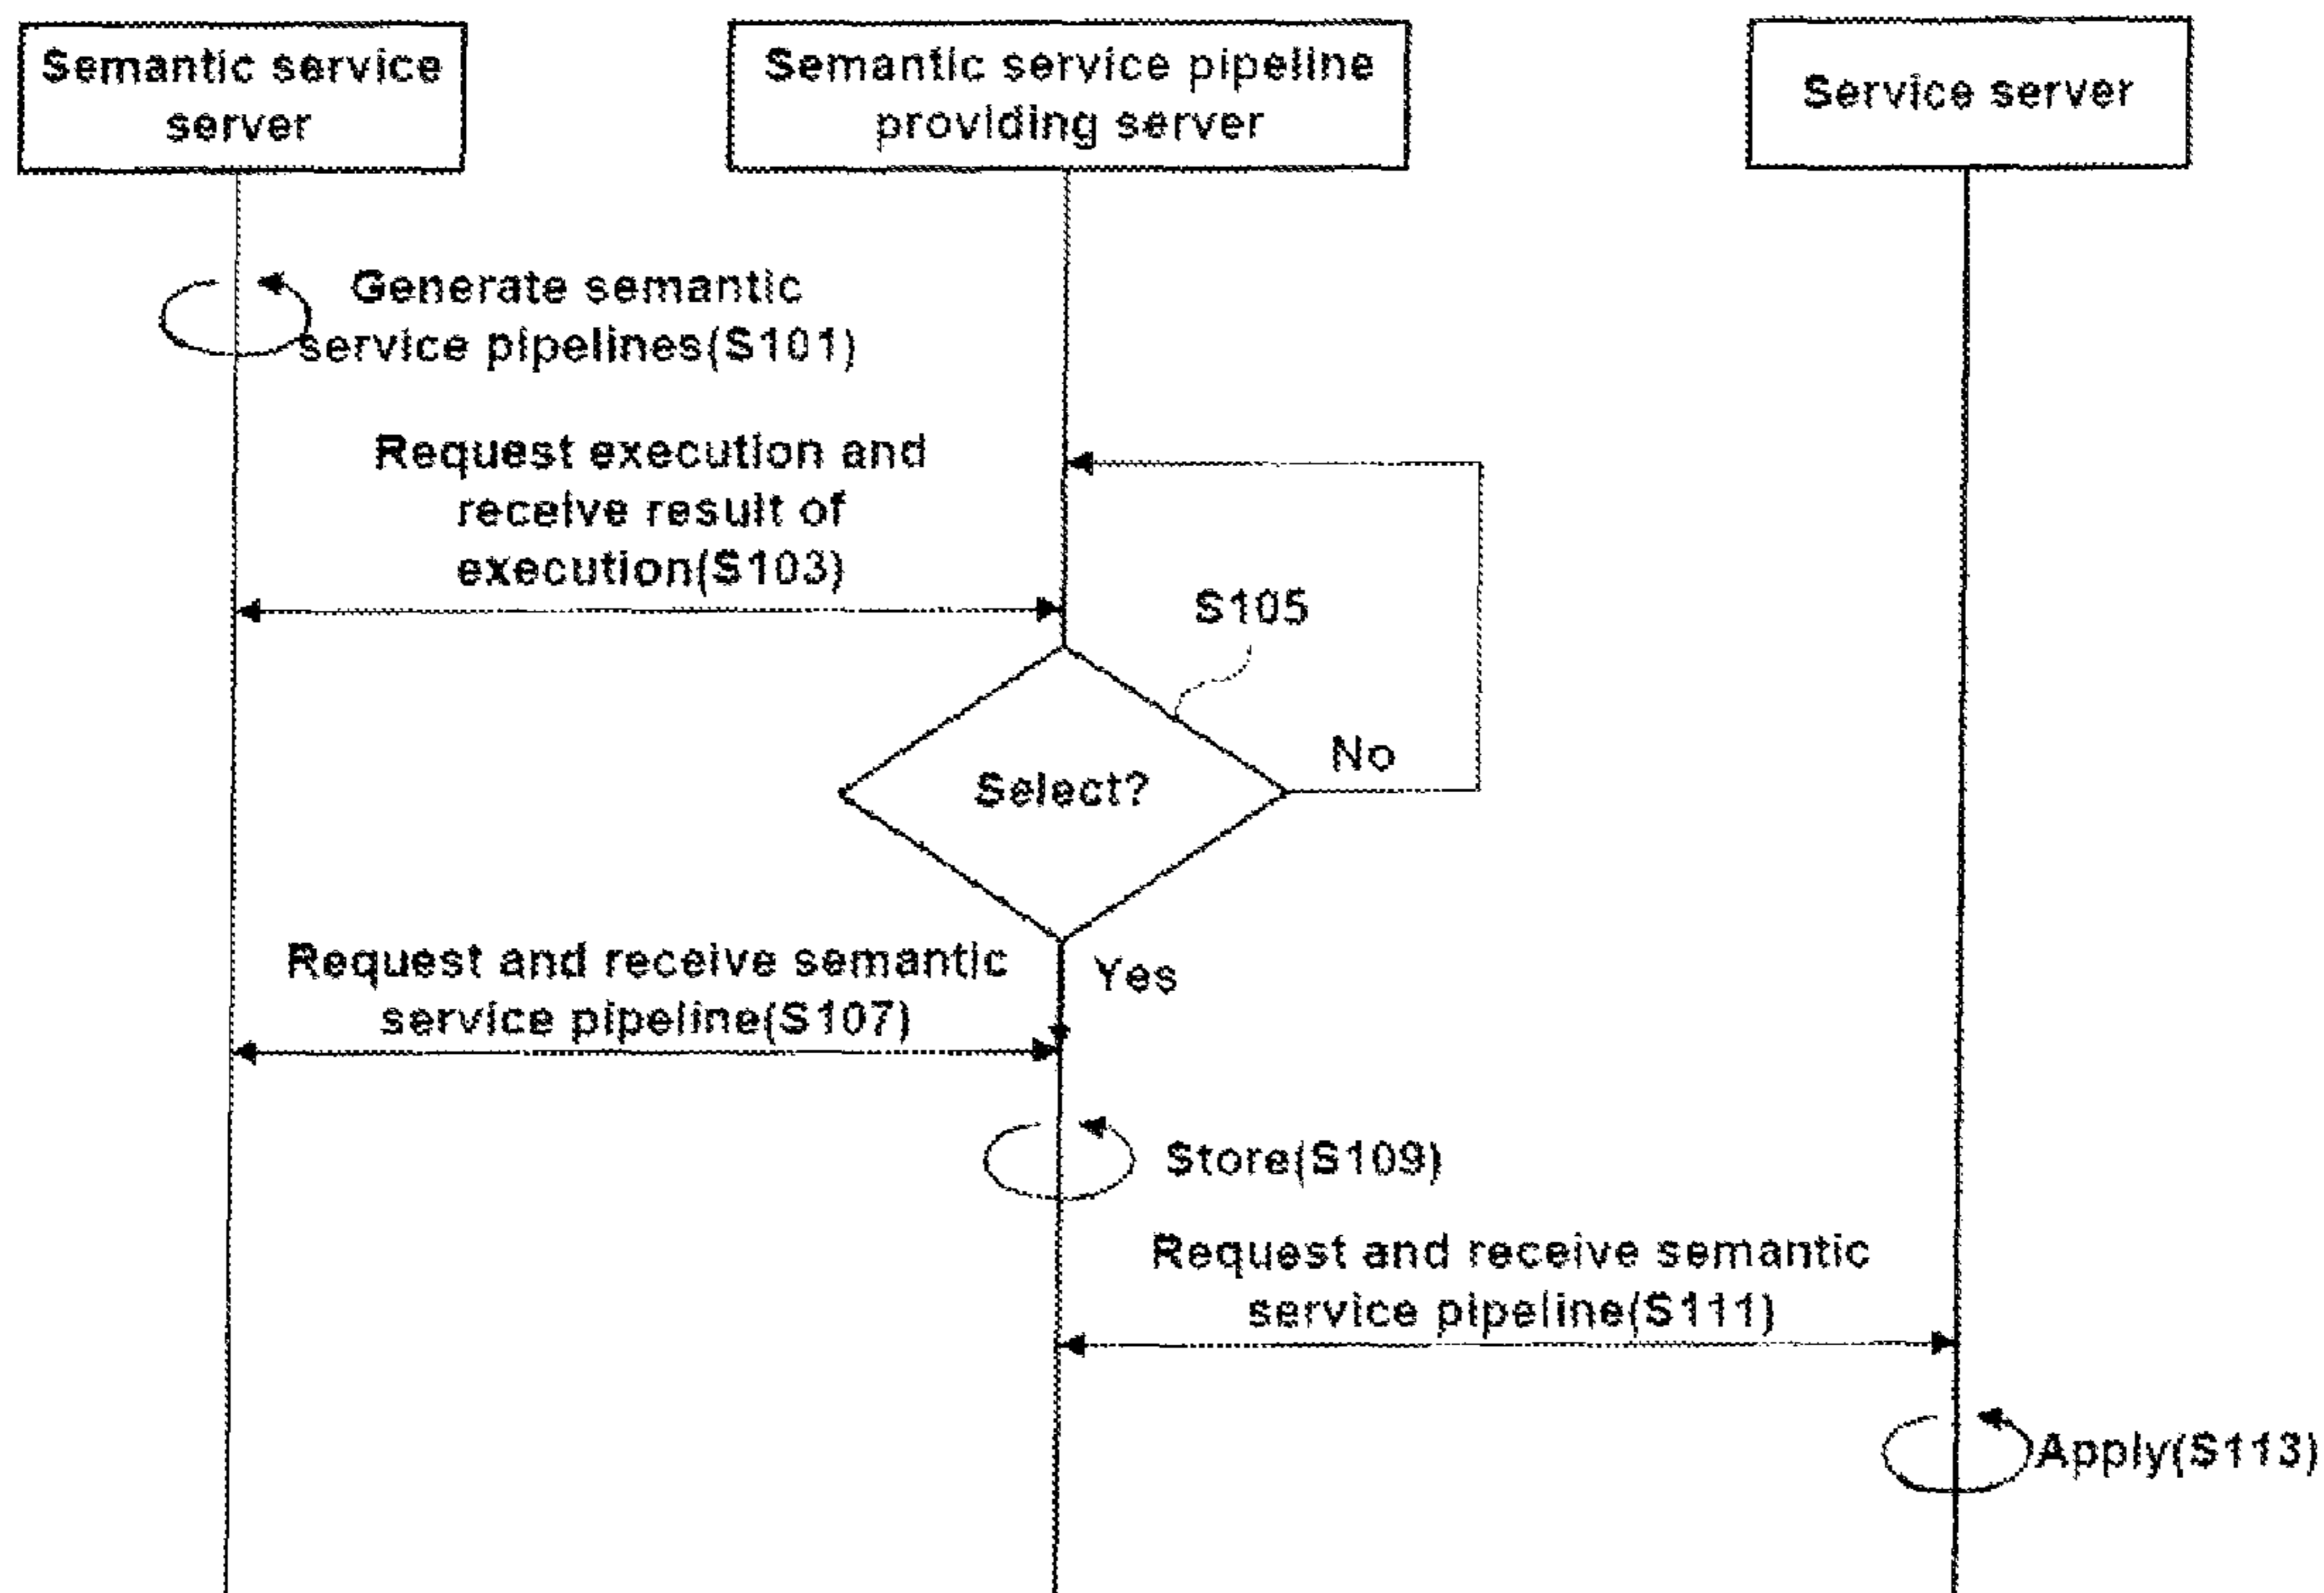 Semantic service
server
Semantic service pipeline
providing server
Service server
Generate semantic
service pipelines(S101)
Request execution and
receive result of
execution(S103)
S105
Select?
No
Yes
Request and receive semantic
service pipeline(S107)
Store(S109)
Request and receive semantic
service pipeline(S111)
Apply(S113)